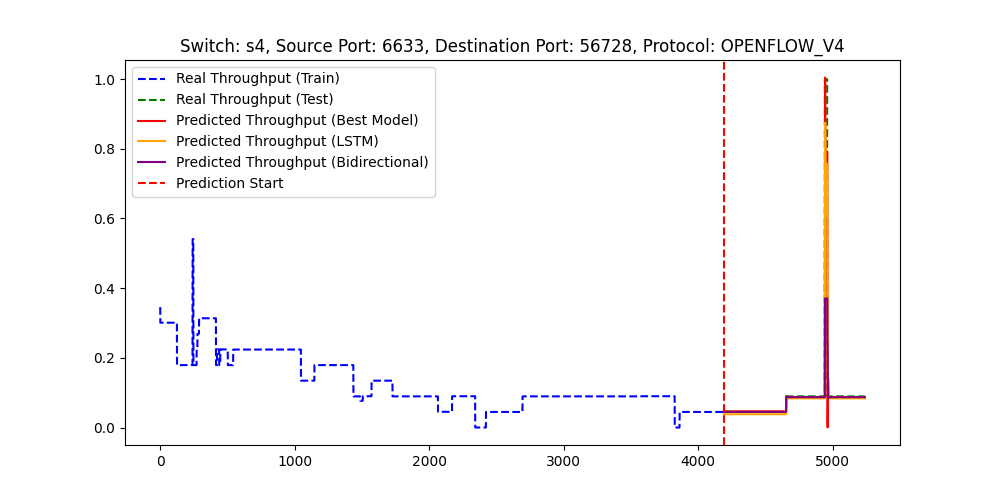 Switch: s4, Source Port: 6633, Destination Port: 56728, Protocol: OPENFLOW_V4
Real Throughput (Train)
Real Throughput (Test)
Predicted Throughput (Best Model)
Predicted Throughput (LSTM)
Predicted Throughput (Bidirectional)
Prediction Start
1.0
0.8
0.6
0.4
0.2
0.0
0 1000 2000 3000 4000 5000